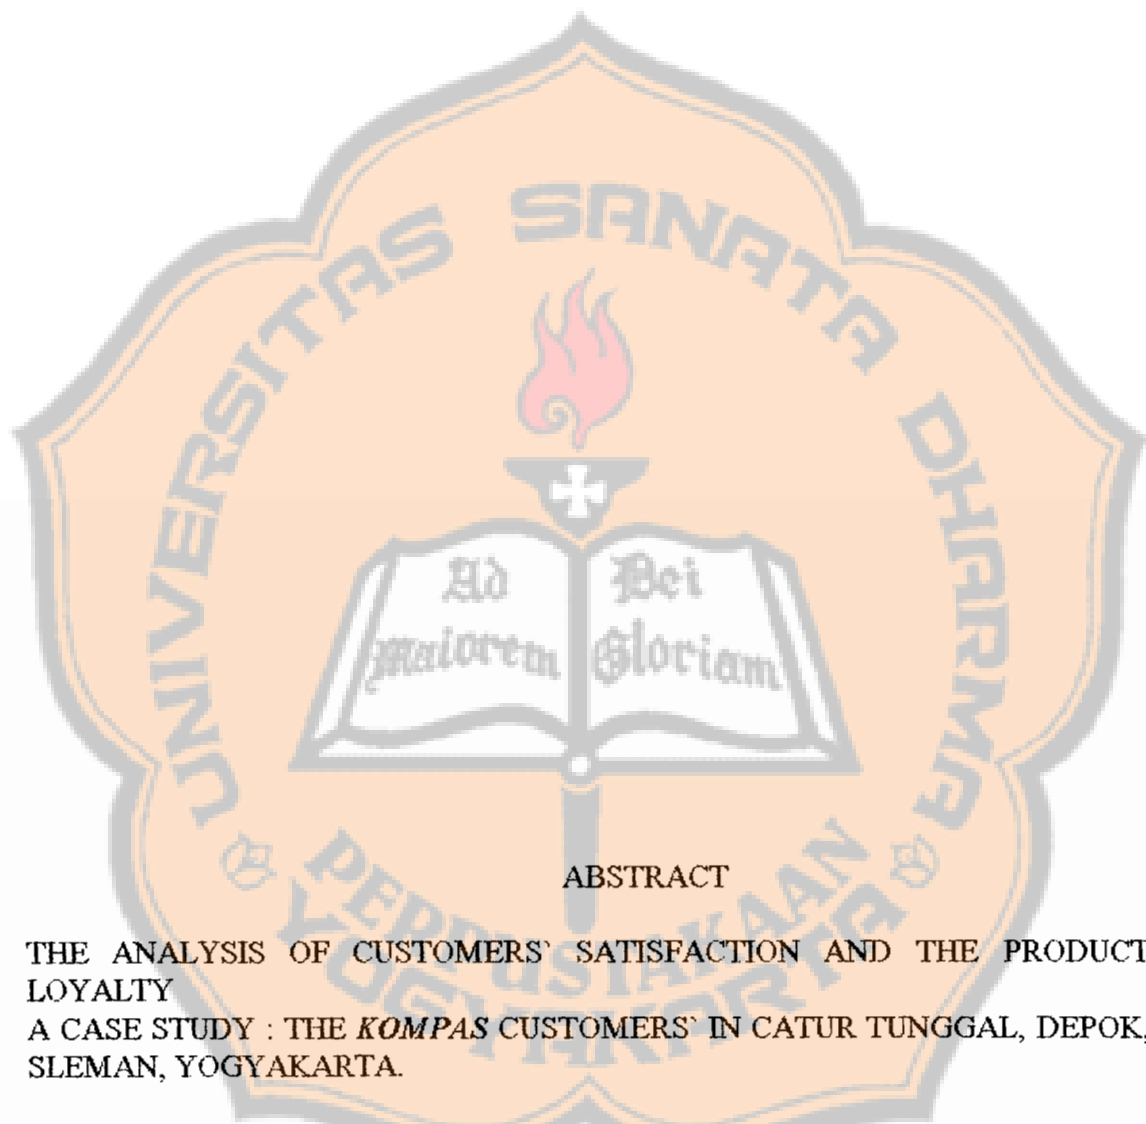 UNIVERSITAS SANATA DHARMA
Ad Dei
Maiorem Gloriam
PERPUSTAKAAN
YOGYAKARTA
ABSTRACT
THE ANALYSIS OF CUSTOMERS` SATISFACTION AND THE PRODUCT
LOYALTY
A CASE STUDY : THE KOMPAS CUSTOMERS` IN CATUR TUNGGAL, DEPOK,
SLEMAN, YOGYAKARTA.